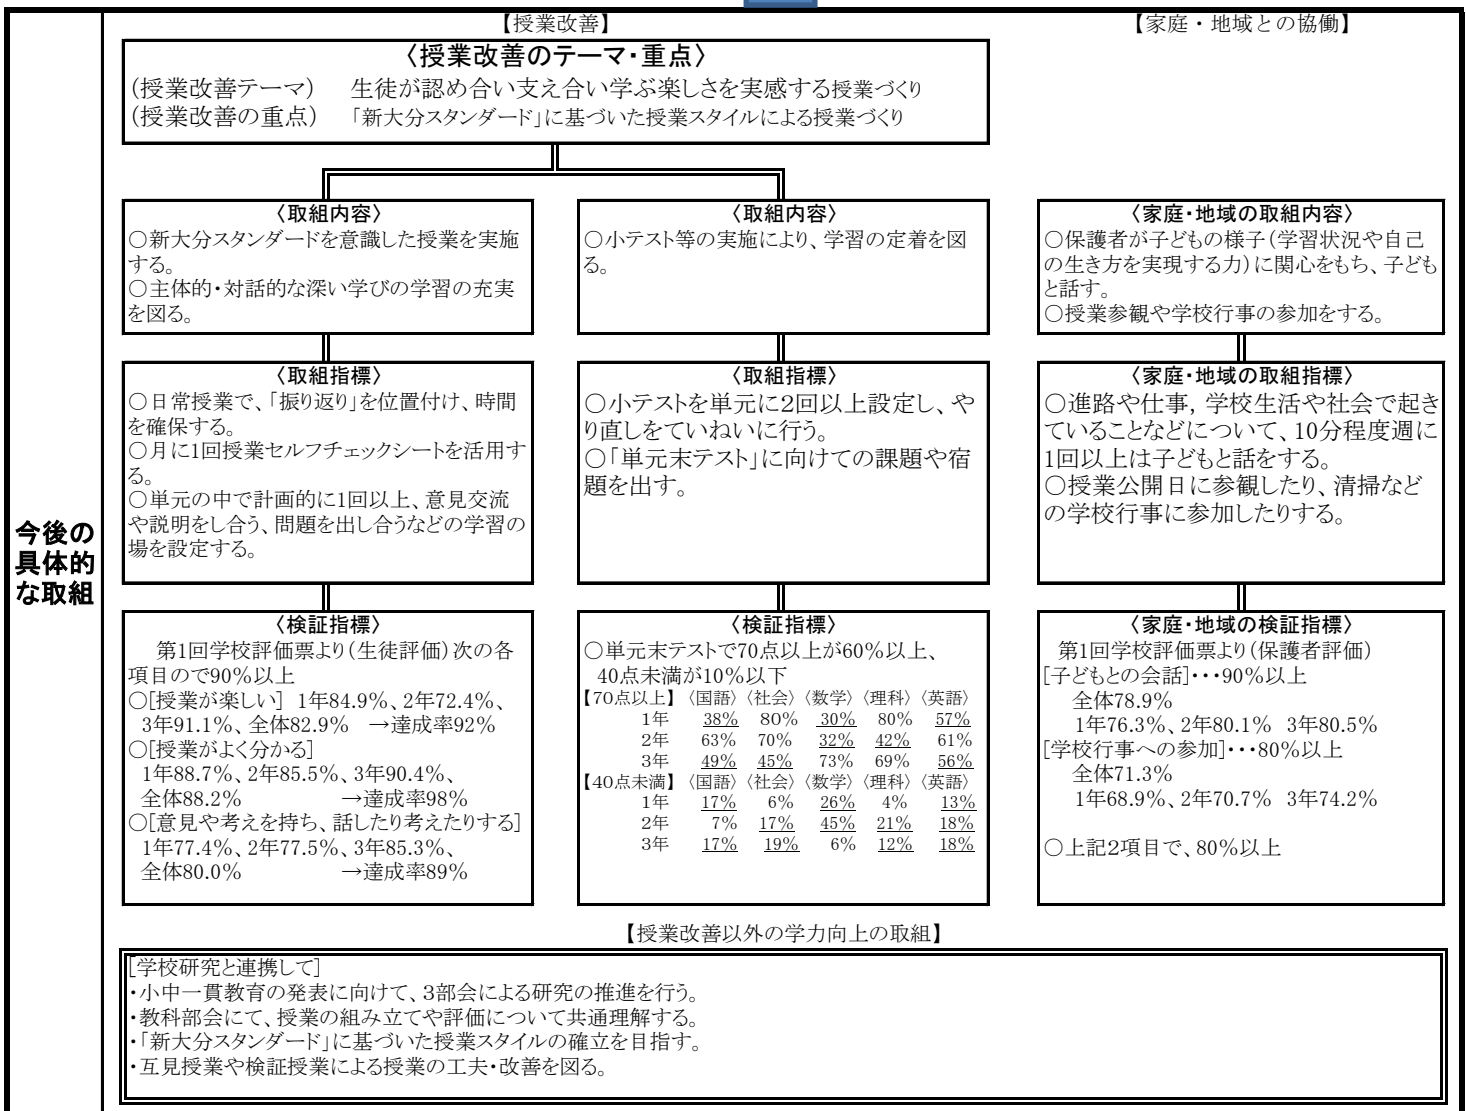 【授業改善】
【家庭・地域との協働】
〈授業改善のテーマ・重点〉
(授業改善テーマ) 生徒が認め合い支え合い学ぶ楽しさを実感する授業づくり
(授業改善の重点) 「新大分スタンダード」に基づいた授業スタイルによる授業づくり
今後の
具体的
な取組
〈取組内容〉
○新大分スタンダードを意識した授業を実施
する。
○主体的・対話的な深い学びの学習の充実
を図る。
〈取組内容〉
○小テスト等の実施により、学習の定着を図
る。
〈家庭・地域の取組内容〉
○保護者が子どもの様子(学習状況や自己
の生き方を実現する力)に関心をもち、子ども
と話す。
○授業参観や学校行事の参加をする。
〈取組指標〉
○日常授業で、「振り返り」を位置付け、時間
を確保する。
○月に1回授業セルフチェックシートを活用す
る。
○単元の中で計画的に1回以上、意見交流
や説明をし合う、問題を出し合うなどの学習の
場を設定する。
〈取組指標〉
○小テストを単元に2回以上設定し、や
り直しをていねいに行う。
○「単元末テスト」に向けての課題や宿
題を出す。
〈家庭・地域の取組指標〉
○進路や仕事, 学校生活や社会で起き
ていることなどについて、10分程度週に
1回以上は子どもと話をする。
○授業公開日に参観したり、清掃など
の学校行事に参加したりする。
〈検証指標〉
第1回学校評価票より(生徒評価)次の各
項目ので90%以上
○[授業が楽しい] 1年84.9%、2年72.4%、
3年91.1%、全体82.9% →達成率92%
○[授業がよく分かる]
1年88.7%、2年85.5%、3年90.4%、
全体88.2% →達成率98%
○[意見や考えを持ち、話したり考えたりする]
1年77.4%、2年77.5%、3年85.3%、
全体80.0% →達成率89%
〈検証指標〉
○単元末テストで70点以上が60%以上、
40点未満が10%以下
【70点以上】 〈国語〉 〈社会〉 〈数学〉 〈理科〉 〈英語〉
1年 38% 80% 30% 80% 57%
2年 63% 70% 32% 42% 61%
3年 49% 45% 73% 69% 56%
【40点未満】 〈国語〉 〈社会〉 〈数学〉 〈理科〉 〈英語〉
1年 17% 6% 26% 4% 13%
2年 7% 17% 45% 21% 18%
3年 17% 19% 6% 12% 18%
〈家庭・地域の検証指標〉
第1回学校評価票より(保護者評価)
[子どもとの会話]・・・90%以上
全体78.9%
1年76.3%、2年80.1% 3年80.5%
[学校行事への参加]・・・80%以上
全体71.3%
1年68.9%、2年70.7% 3年74.2%
○上記2項目で、80%以上
【授業改善以外の学力向上の取組】
[学校研究と連携して]
・小中一貫教育の発表に向けて、3部会による研究の推進を行う。
・教科部会にて、授業の組み立てや評価について共通理解する。
・「新大分スタンダード」に基づいた授業スタイルの確立を目指す。
・互見授業や検証授業による授業の工夫・改善を図る。